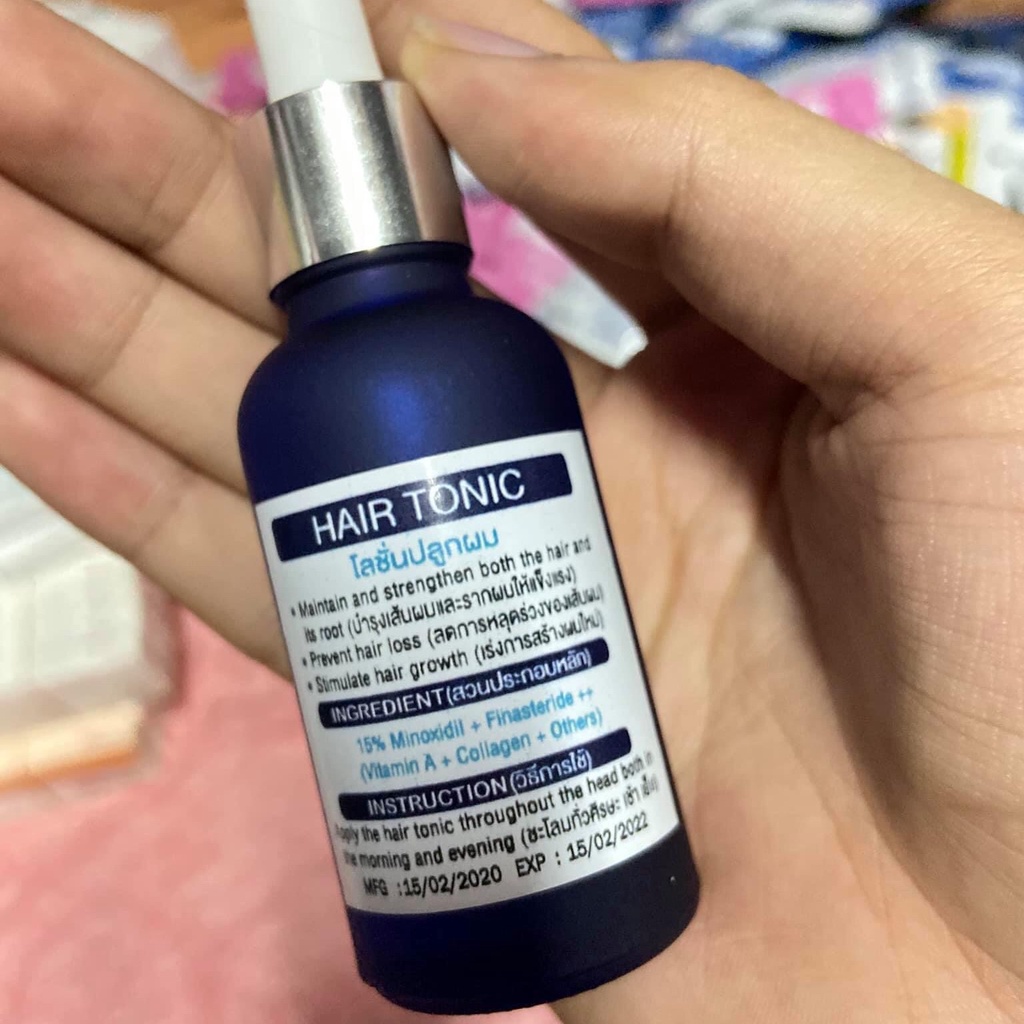 HAIR TONIC
โลชั่นปลูกผม
• Maintain and strengthen both the hair and
its root (บำรุงเส้นผมและรากผมให้แข็งแรง)
• Prevent hair loss (ลดการหลุดร่วงของเส้นผม)
• Stimulate hair growth (เร่งการสร้างผมใหม่)
INGREDIENT(สวนประกอบหลัก)
15% Minoxidil + Finasteride ++
(Vitamin A + Collagen + Others)
INSTRUCTION (วิธีการใช้)
Apply the hair tonic throughout the head both in
the morning and evening (ชะโลมทั่วศีรษะ เช้า เย็น)
MFG :15/02/2020 EXP : 15/02/2022